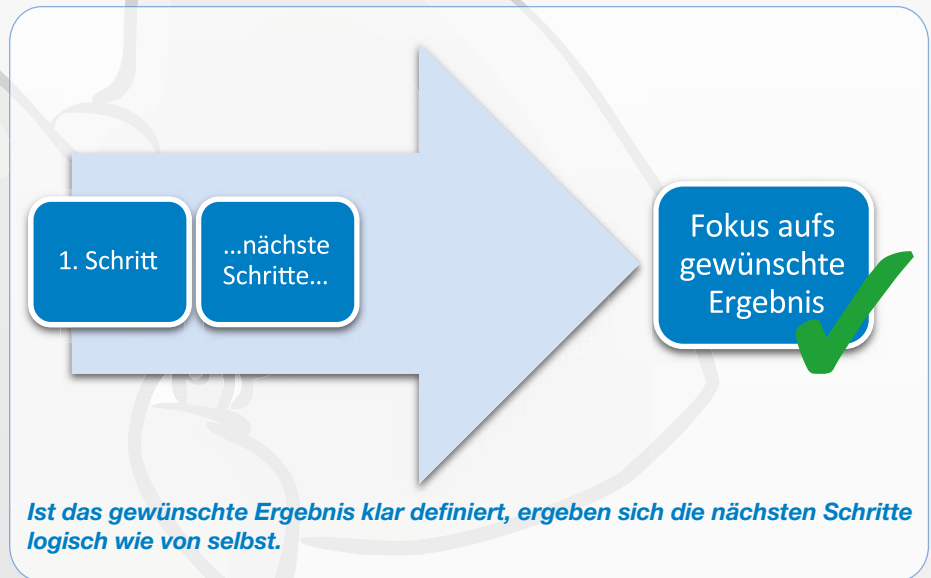 1. Schritt
...nächste
Schritte...
Fokus aufs
gewünschte
Ergebnis
Ist das gewünschte Ergebnis klar definiert, ergeben sich die nächsten Schritte
logisch wie von selbst.